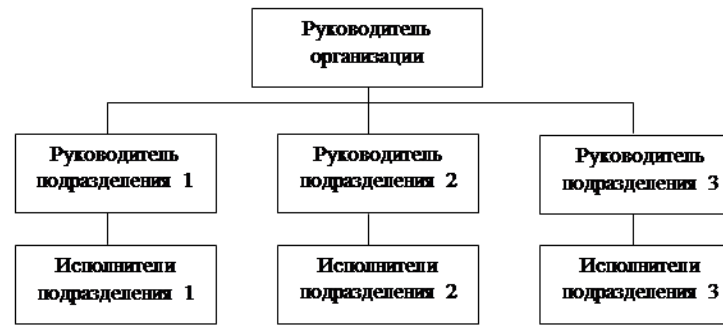 Руководитель
организации
Руководитель
подразделения 1
Руководитель
подразделения 2
Руководитель
подразделения 3
Исполнители
подразделения 1
Исполнители
подразделения 2
Исполнители
подразделения 3